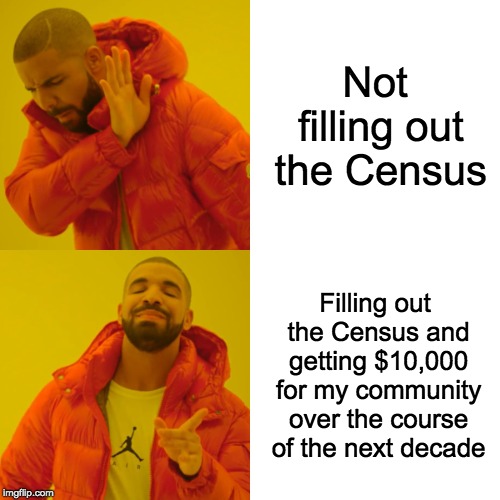 Not
filling out
the Census
Filling out
the Census and
getting $10,000
for my community
over the course
of the next decade
AIR
imgflip.com